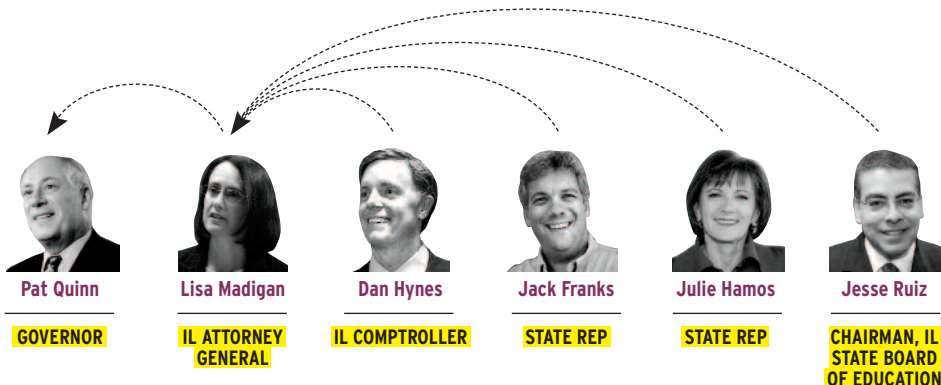 Pat Quinn
GOVERNOR
Lisa Madigan
IL ATTORNEY
GENERAL
Dan Hynes
IL COMPTROLLER
Jack Franks
STATE REP
Julie Hamos
STATE REP
Jesse Ruiz
CHAIRMAN, IL
STATE BOARD
OF EDUCATION